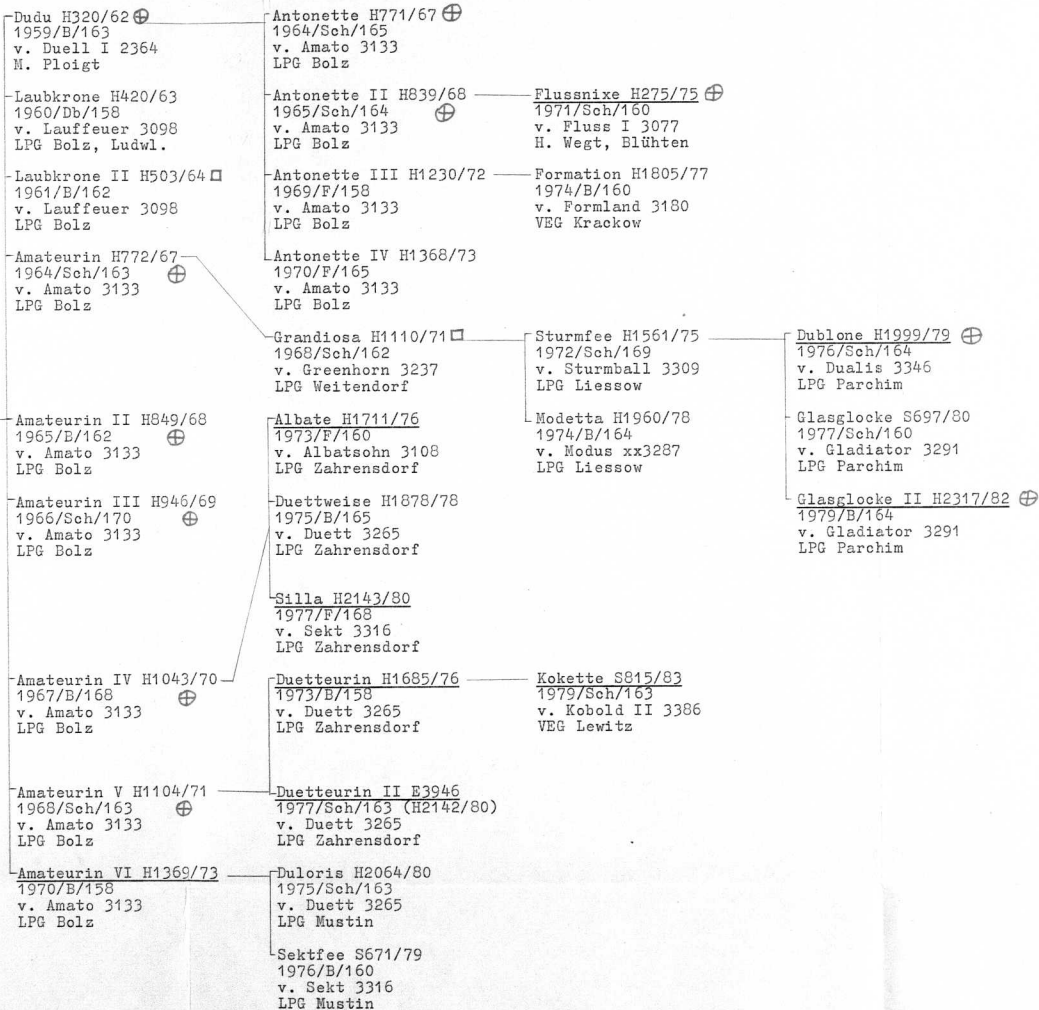 Dudu H320/62
1959/B/163
v. Duell I 2364
M. Ploigt
Laubkrone H420/63
1960/Db/158
v. Lauffeuer 3098
LPG Bolz, Ludwl.
Laubkrone II H503/64
1961/B/162
v. Lauffeuer 3098
LPG Bolz
Amateurin H772/67
1964/Sch/163
v. Amato 3133
LPG Bolz
Amateurin II H849/68
1965/B/162
v. Amato 3133
LPG Bolz
Amateurin III H946/69
1966/Sch/170
v. Amato 3133
LPG Bolz
Amateurin IV H1043/70
1967/B/168
v. Amato 3133
LPG Bolz
Amateurin V H1104/71
1968/Sch/163
v. Amato 3133
LPG Bolz
Amateurin VI H1369/73
1970/B/158
v. Amato 3133
LPG Bolz
Antonette H771/67
1964/Sch/165
v. Amato 3133
LPG Bolz
Antonette II H839/68
1965/Sch/164
v. Amato 3133
LPG Bolz
Antonette III H1230/72
1969/F/158
v. Amato 3133
LPG Bolz
Antonette IV H1368/73
1970/F/165
v. Amato 3133
LPG Bolz
Grandiosa H1110/71
1968/Sch/162
v. Greenhorn 3237
LPG Weitendorf
Albate H1711/76
1973/F/160
v. Albatsohn 3108
LPG Zahrensdorf
Duettweise H1878/78
1975/B/165
v. Duett 3265
LPG Zahrensdorf
Silla H2143/80
1977/F/168
v. Sekt 3316
LPG Zahrensdorf
Duetteurin H1685/76
1973/B/158
v. Duett 3265
LPG Zahrensdorf
Duetteurin II E3946
1977/Sch/163 (H2142/80)
v. Duett 3265
LPG Zahrensdorf
Duloris H2064/80
1975/Sch/163
v. Duett 3265
LPG Mustin
Sektfee S671/79
1976/B/160
v. Sekt 3316
LPG Mustin
Flussnixe H275/75
1971/Sch/160
v. Fluss I 3077
H. Wegt, Blühten
Formation H1805/77
1974/B/160
v. Formland 3180
VEG Krackow
Sturmfee H1561/75
1972/Sch/169
v. Sturmball 3309
LPG Liessow
Modetta H1960/78
1974/B/164
v. Modus xx3287
LPG Liessow
Kokette S815/83
1979/Sch/163
v. Kobold II 3386
VEG Lewitz
Dublone H1999/79
1976/Sch/164
v. Dualis 3346
LPG Parchim
Glasglocke S697/80
1977/Sch/160
v. Gladiator 3291
LPG Parchim
Glasglocke II H2317/82
1979/B/164
v. Gladiator 3291
LPG Parchim